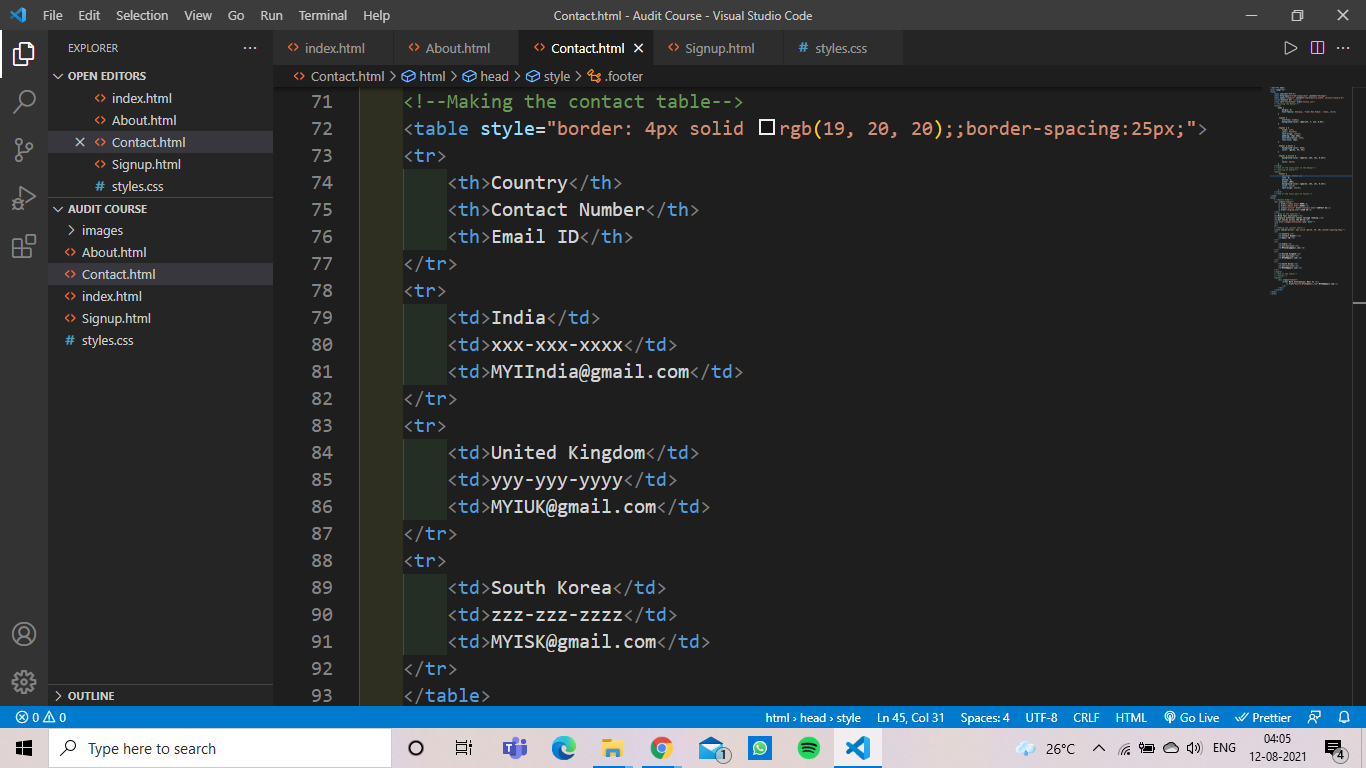 File Edit Selection View Go Run Terminal Help Contact.html - Audit Course - Visual Studio Code
EXPLORER
OPEN EDITORS
index.html
About.html
Contact.html
Signup.html
styles.css
AUDIT COURSE
images
About.html
Contact.html
index.html
Signup.html
styles.css
OUTLINE
index.html About.html Contact.html Signup.html styles.css
Contact.html > html > head > style > .footer
71 <!--Making the contact table-->
72 <table style="border: 4px solid rgb(19, 20, 20);;border-spacing:25px;">
73 <tr>
74 <th>Country</th>
75 <th>Contact Number</th>
76 <th>Email ID</th>
77 </tr>
78 <tr>
79 <td>India</td>
80 <td>xxx-xxx-xxxx</td>
81 <td>MYIIndia@gmail.com</td>
82 </tr>
83 <tr>
84 <td>United Kingdom</td>
85 <td>yyy-yyy-yyyy</td>
86 <td>MYIUK@gmail.com</td>
87 </tr>
88 <tr>
89 <td>South Korea</td>
90 <td>zzz-zzz-zzzz</td>
91 <td>MYISK@gmail.com</td>
92 </tr>
93 </table>
0 0 html › head › style Ln 45, Col 31 Spaces: 4 UTF-8 CRLF HTML Go Live Prettier
Type here to search
1
26°C ENG
04:05
12-08-2021
4